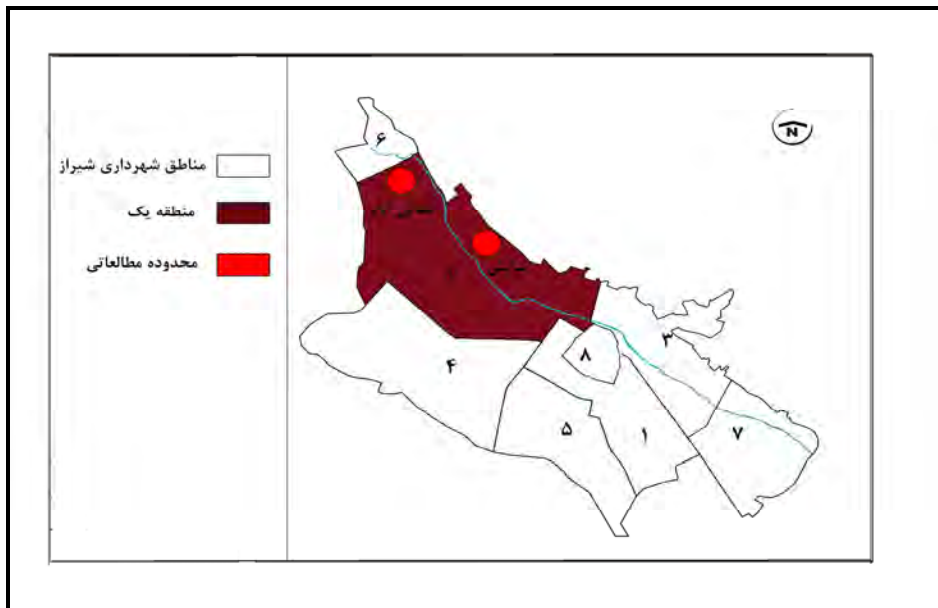 مناطق شهرداری شیراز
منطقه یک
محدوده مطالعاتی
N
۶
۳
۸
۴
۵
۱
۷